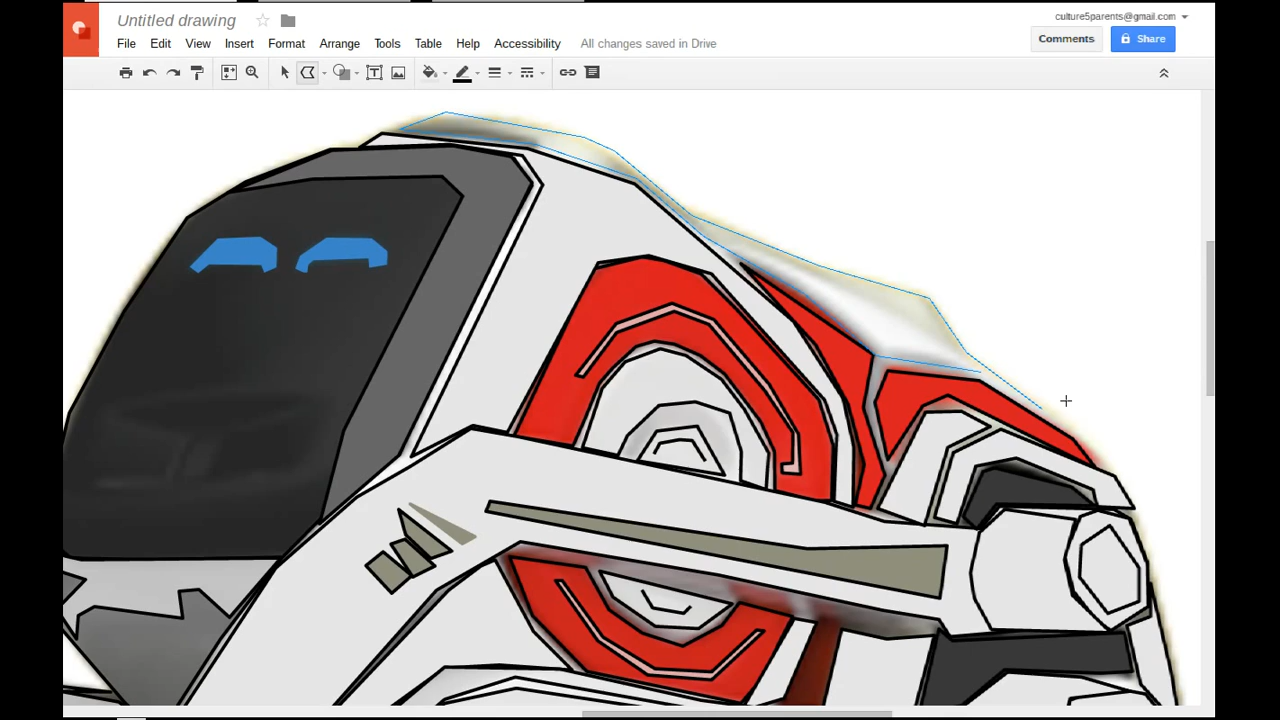 Untitled drawing
culture5parents@gmail.com
File Edit View Insert Format Arrange Tools Table Help Accessibility All changes saved in Drive
Comments Share